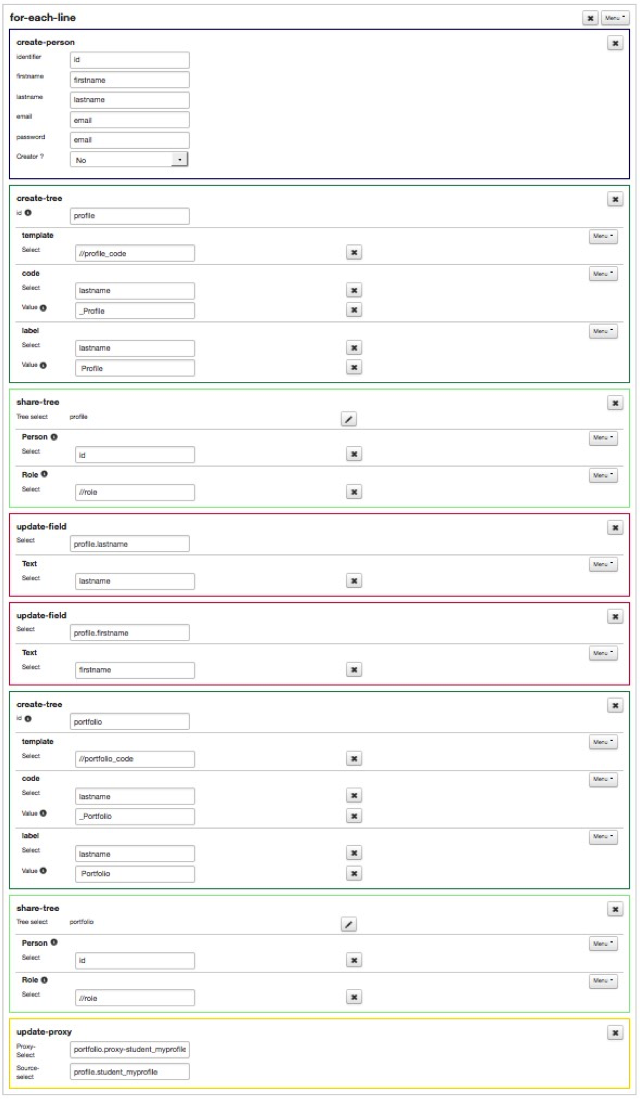 for-each-line Menu
create-person
identifier id
firstname firstname
lastname lastname
email email
password email
Creator ? No
create-tree
id profile
template Menu
Select //profile_code
code Menu
Select lastname
Value _Profile
label Menu
Select lastname
Value Profile
share-tree
Tree select profile
Person Menu
Select id
Role Menu
Select //role
update-field
Select profile.lastname
Text Menu
Select lastname
update-field
Select profile.firstname
Text Menu
Select firstname
create-tree
id portfolio
template Menu
Select //portfolio_code
code Menu
Select lastname
Value _Portfolio
label Menu
Select lastname
Value Portfolio
share-tree
Tree select portfolio
Person Menu
Select id
Role Menu
Select //role
update-proxy
Proxy-
Select portfolio.proxy-student_myprofile
Source-
select profile.student_myprofile